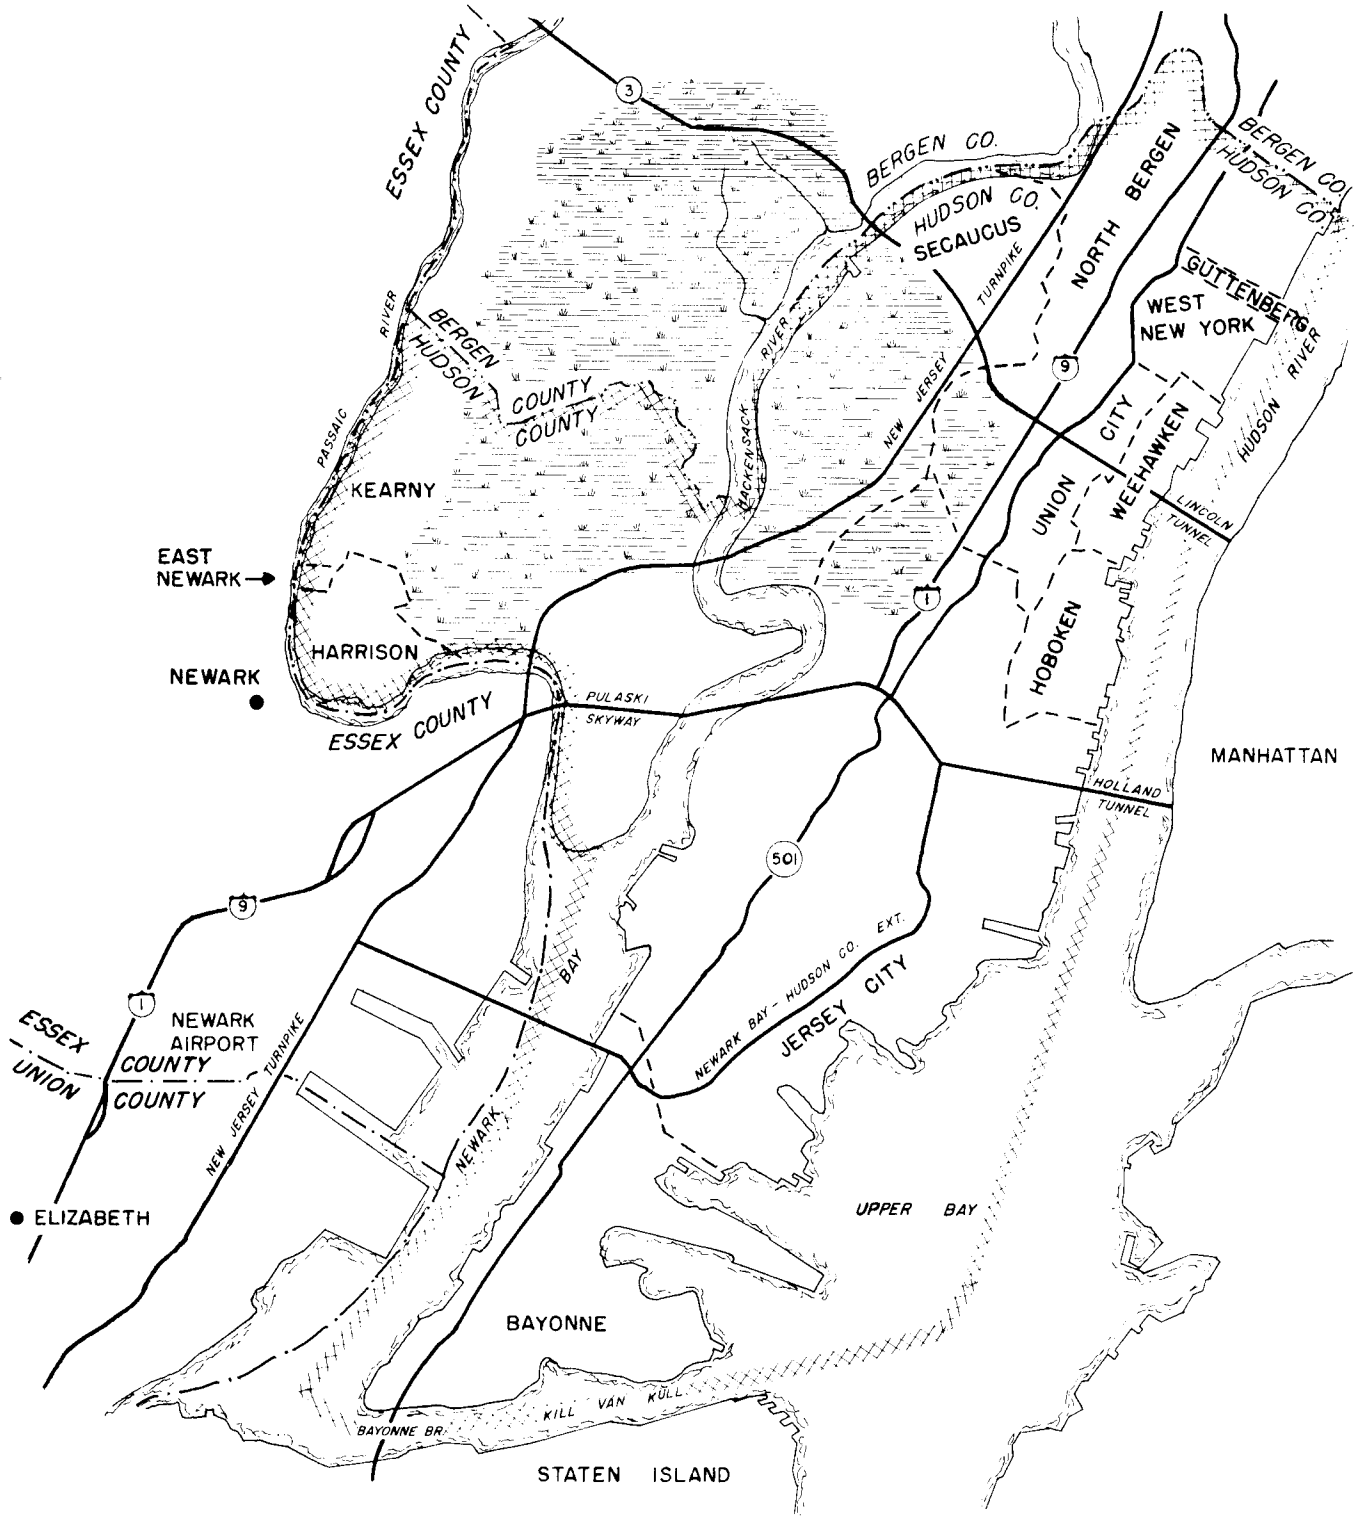 ESSEX COUNTY
3
BERGEN CO.
HUDSON CO.
SECAUCUS
NORTH BERGEN
BERGEN CO.
HUDSON CO.
GUTTENBERG
WEST
NEW YORK
HUDSON RIVER
PASSAIC RIVER
BERGEN COUNTY
HUDSON COUNTY
HACKENSACK RIVER
NEW JERSEY TURNPIKE
9
UNION CITY
WEEHAWKEN
LINCOLN
TUNNEL
KEARNY
EAST
NEWARK
HARRISON
NEWARK
ESSEX COUNTY
PULASKI
SKYWAY
1
HOBOKEN
MANHATTAN
HOLLAND
TUNNEL
501
9
1
NEWARK BAY - HUDSON CO. EXT.
JERSEY CITY
NEWARK
AIRPORT
ESSEX COUNTY
UNION COUNTY
NEW JERSEY TURNPIKE
NEWARK BAY
ELIZABETH
UPPER BAY
BAYONNE
KILL VAN KULL
BAYONNE BR.
STATEN ISLAND